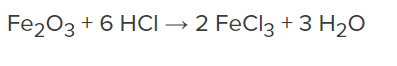 Fe₂O₃ + 6 HCl → 2 FeCl₃ + 3 H₂O